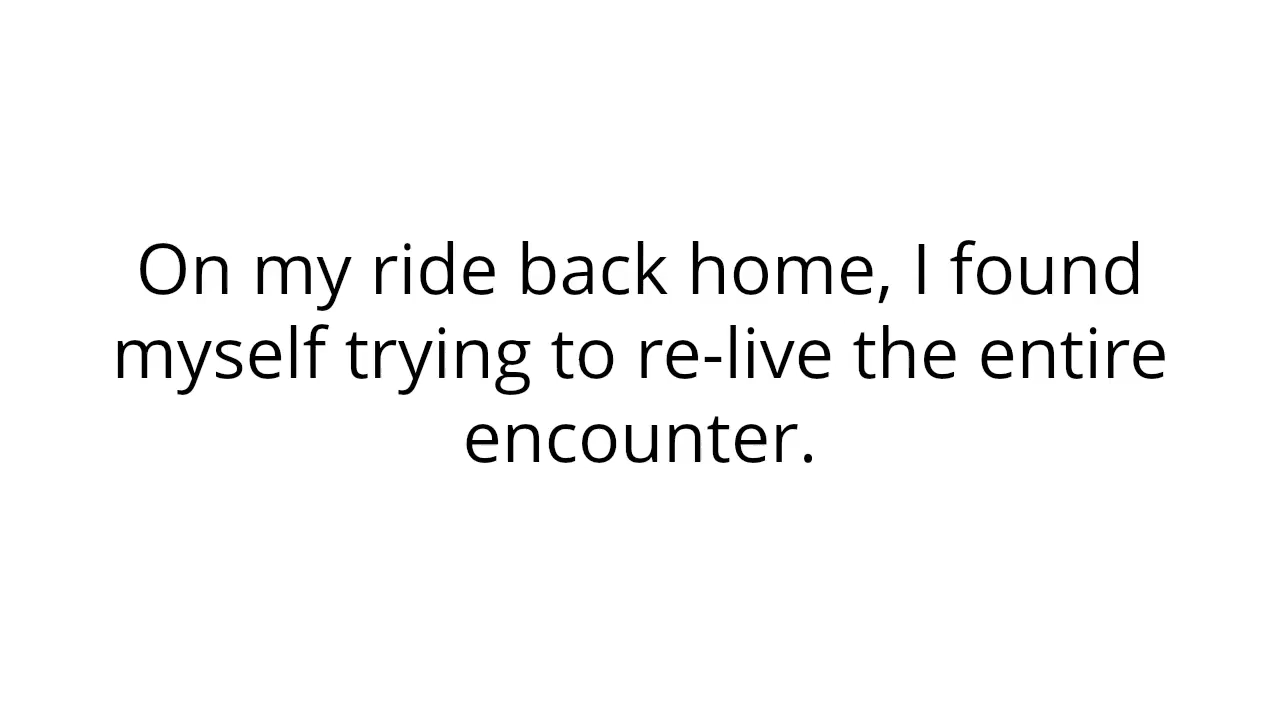 On my ride back home, I found
myself trying to re-live the entire
encounter.